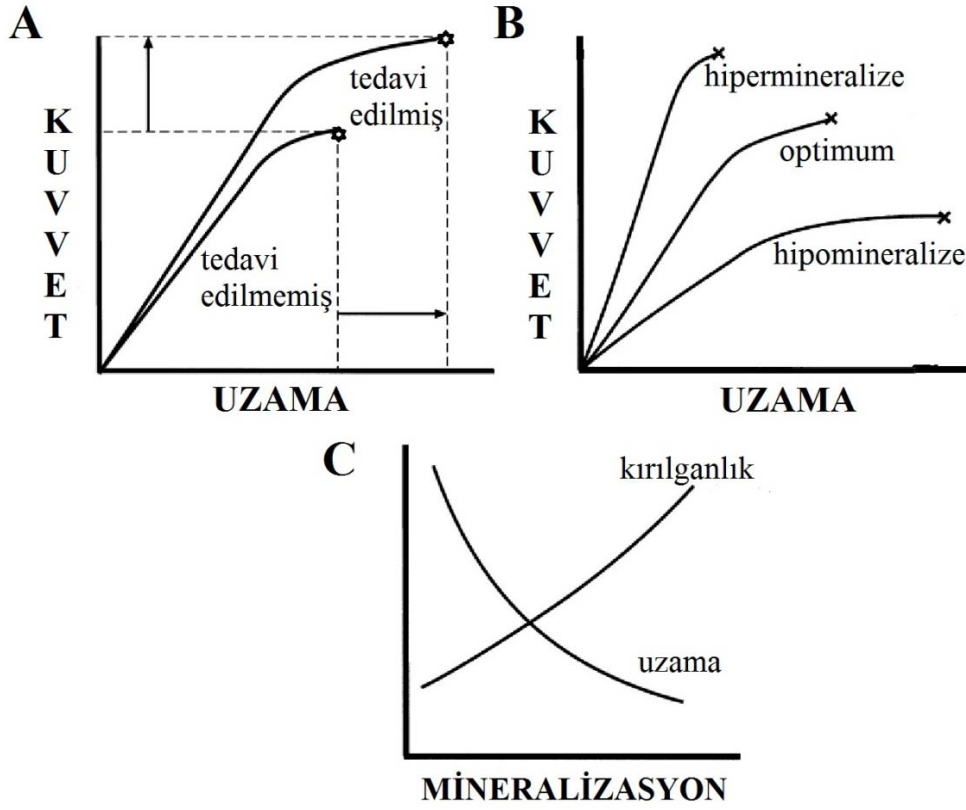 A
KUVVET
tedavi
edilmiş
tedavi
edilmemiş
UZAMA
B
KUVVET
hipermineralize
optimum
hipomineralize
UZAMA
C
kırılganlık
uzama
MİNERALİZASYON